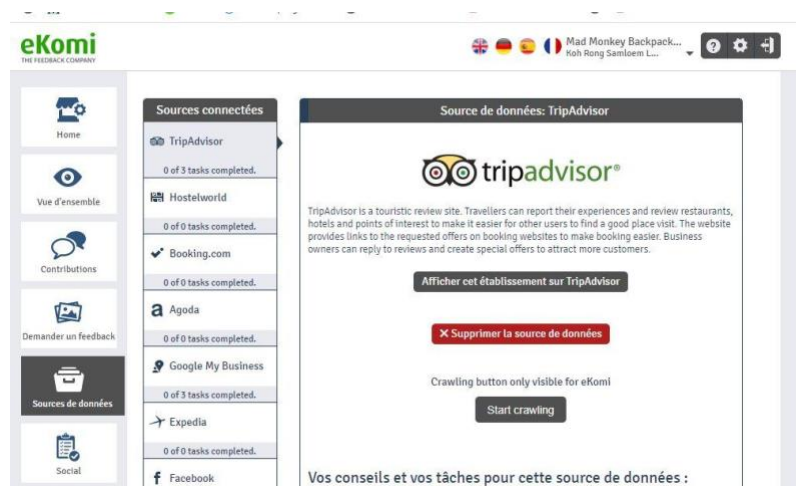 eKomi
THE FEEDBACK COMPANY
Mad Monkey Backpack...
Koh Rong Samloem L...
Home
Vue d'ensemble
Contributions
Demander un feedback
Sources de données
Social
Sources connectées
TripAdvisor
0 of 3 tasks completed.
Hostelworld
0 of 0 tasks completed.
Booking.com
0 of 0 tasks completed.
Agoda
0 of 0 tasks completed.
Google My Business
0 of 3 tasks completed.
Expedia
0 of 0 tasks completed.
Facebook
Source de données: TripAdvisor
tripadvisor®
TripAdvisor is a touristic review site. Travellers can report their experiences and review restaurants,
hotels and points of interest to make it easier for other users to find a good place visit. The website
provides links to the requested offers on booking websites to make booking easier. Business
owners can reply to reviews and create special offers to attract more customers.
Afficher cet établissement sur TripAdvisor
Supprimer la source de données
Crawling button only visible for eKomi
Start crawling
Vos conseils et vos tâches pour cette source de données :